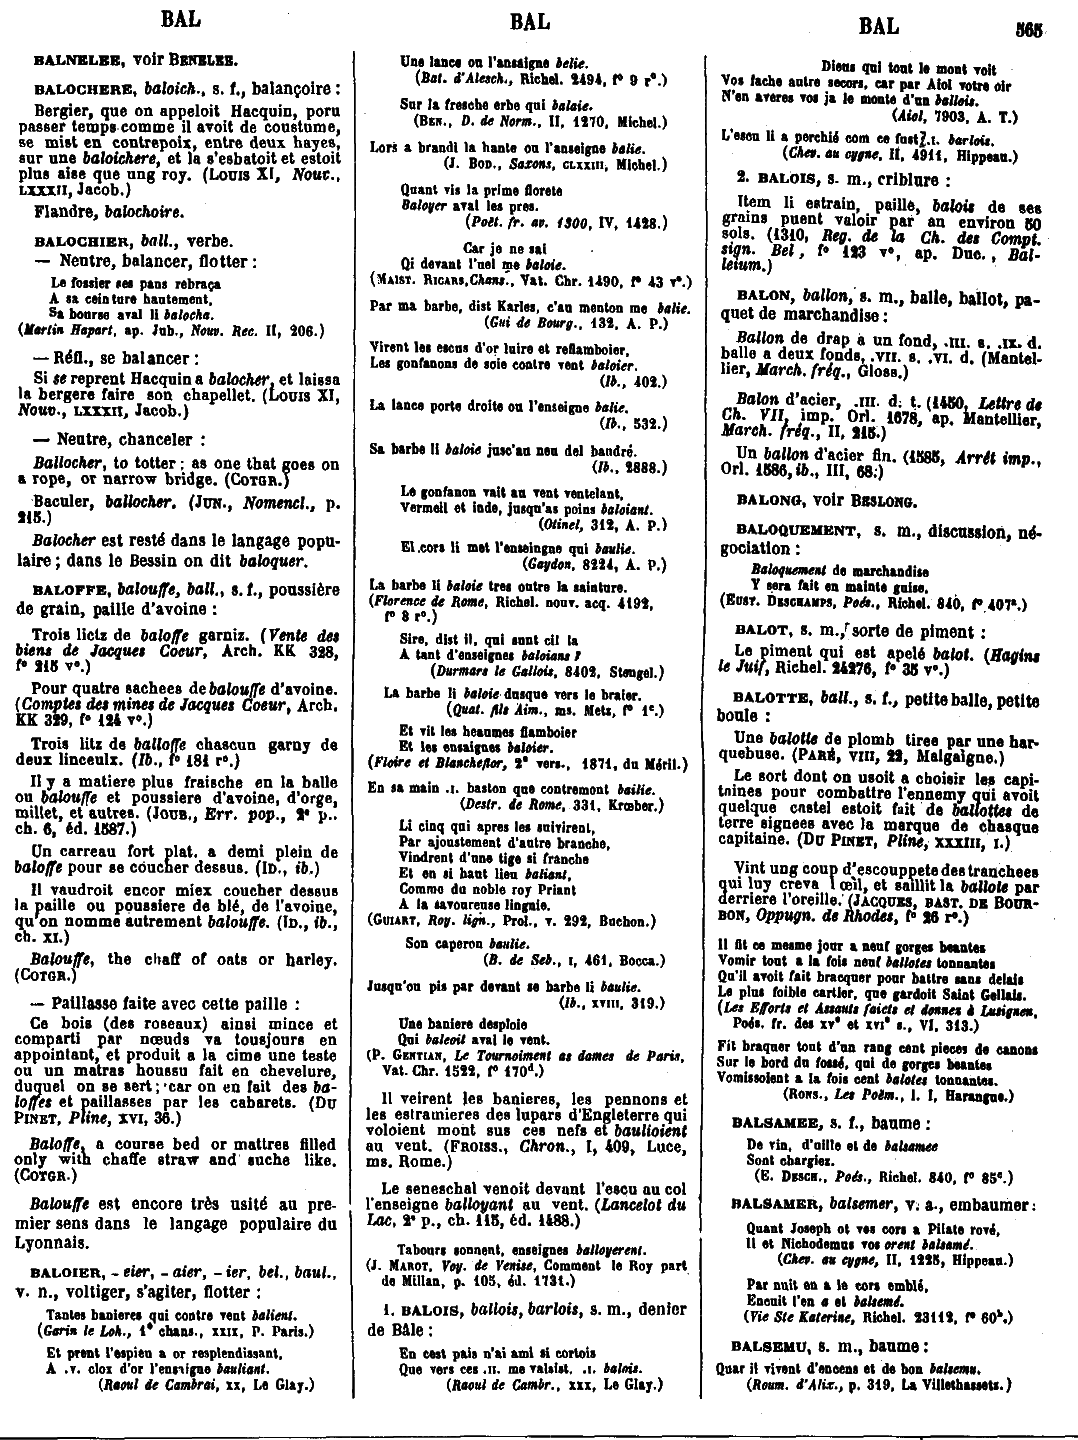 BAL
BAL
BAL
565
BALNELEE, voir BENELEE.
BALOCHERE, baloich., s. f., balançoire :
Bergier, que on appeloit Hacquin, poru
passer temps comme il avoit de coustume,
se mist en contrepoix, entre deux hayes,
sur une baloichere, et la s'esbatoit et estoit
plus aise que ung roy. (LOUIS XI, Nouv.,
LXXXII, Jacob.)
Flandre, balochoire.
BALOCHIER, ball., verbe.
— Neutre, balancer, flotter :
Le fossier ses pans rebraça
A sa ceinture hautement,
Sa bourse aval li balocha.
(Martin Hapart, ap. Jub., Nouv. Rec. II, 206.)
— Réfl., se balancer :
Si se reprent Hacquin a balocher, et laissa
la bergere faire son chapellet. (LOUIS XI,
Nouv., LXXXII, Jacob.)
— Neutre, chanceler :
Ballocher, to totter ; as one that goes on
a rope, or narrow bridge. (COTGR.)
Baculer, ballocher. (JUN., Nomencl., p.
215.)
Balocher est resté dans le langage popu-
laire ; dans le Bessin on dit baloquer.
BALOFFE, balouffe, ball., s. f., poussière
de grain, paille d'avoine :
Trois lictz de baloffe garniz. (Vente des
biens de Jacques Coeur, Arch. KK 328,
f° 215 v°.)
Pour quatre sachees de balouffe d'avoine.
(Comptes des mines de Jacques Coeur, Arch.
KK 329, f° 124 v°.)
Trois litz de balloffe chascun garny de
deux linceulx. (Ib., f° 181 r°.)
Il y a matiere plus fraische en la balle
ou balouffe et poussiere d'avoine, d'orge,
millet, et autres. (JOUB., Err. pop., 2e p.,
ch. 6, éd. 1587.)
Un carreau fort plat, a demi plein de
baloffe pour se coucher dessus. (ID., ib.)
Il vaudroit encor miex coucher dessus
la paille ou poussiere de blé, de l'avoine,
qu'on nomme autrement balouffe. (ID., ib.,
ch. XI.)
Balouffe, the chaff of oats or harley.
(COTGR.)
— Paillasse faite avec cette paille :
Ce bois (des roseaux) ainsi mince et
comparti par nœuds va tousjours en
appointant, et produit a la cime une teste
ou un matras houssu fait en chevelure,
duquel on se sert ; car on en fait des ba-
loffes et paillasses par les cabarets. (DU
PINET, Pline, XVI, 36.)
Baloffe, a course bed or mattres filled
only with chaffe straw and suche like.
(COTGR.)
Balouffe est encore très usité au pre-
mier sens dans le langage populaire du
Lyonnais.
BALOIER, - eier, - aier, - ier, bel., baul.,
v. n., voltiger, s'agiter, flotter :
Tantes banieres qui contre vent balient.
(Garin le Loh., 1e chans., XXIX, P. Paris.)
Et prent l'espieu a or resplendissant,
A .V. clox d'or l'ensvigne bauliant.
(Raoul de Cambrai, XX, Le Glay.)
Une lance ou l'ansaigne belie.
(Bat. d'Alesch., Richel. 2494, f° 9 r°.)
Sur la fresche erbe qui balaie.
(BEN., D. de Norm., II, 1270, Michel.)
Lors a brandi la hante ou l'anseigne balie.
(J. BOD., Saxons, CLXXIII, Michel.)
Quant vis la prime florete
Baloyer aval les pres.
(Poët. fr. av. 1300, IV, 1428.)
Car je ne sai
Qi devant l'uel me baloie.
(MAIST. RICARS, Chans., Vat. Chr. 1490, f° 43 v°.)
Par ma barbe, dist Karles, c'au menton me balie.
(Gui de Bourg., 132, A. P.)
Virent les escus d'or luire et reflamboier,
Les gonfanons de soie contre vent baloier.
(Ib., 402.)
La lance porte droite ou l'enseigne balie.
(Ib., 532.)
Sa barbe li baloie jusc'au neu del baudré.
(Ib., 2888.)
Le gonfanon vait au vent ventelant,
Vermeil et inde, jusqu'as poins baloiant.
(Otinel, 312, A. P.)
El cors li met l'enseingne qui baulie.
(Gaydon, 8224, A. P.)
La barbe li baloie tres outre la sainture.
(Florence de Rome, Richel. nouv. acq. 4192,
f° 8 r°.)
Sire, dist il, qui sunt cil la
A tant d'enseignes baloians ?
(Durmars le Gallois, 8402, Stengel.)
La barbe li baloie dusque vers le braier.
(Quat. fils Aim., ms. Metz, f° 1c.)
Et vit les heaumes flamboier
Et les ensaignes baloier.
(Floire et Blancheflor, 2e vers., 1871, du Méril.)
En sa main .I. baston que contremont bailie.
(Destr. de Rome, 331, Krœber.)
Li cinq qui apres les suivirent,
Par ajoustement d'autre branche,
Vindrent d'une tige si franche
Et en si haut lieu baliant,
Comme du noble roy Priant
A la savoureuse lingnie.
(GUIART, Roy. lign., Prol., v. 292, Buchon.)
Son caperon baulie.
(B. de Seb., I, 461, Bocca.)
Jusqu'ou pis par devant se barbe li baulie.
(Ib., XVIII, 319.)
Une baniere desploie
Qui baleoit aval le vent.
(P. GENTIAN, Le Tournoiment as dames de Paris,
Vat. Chr. 1522, f° 170d.)
Il veirent les banieres, les pennons et
les estramieres des lupars d'Engleterre qui
voloient mont sus ces nefs et baulioient
au vent. (FROISS., Chron., I, 409, Luce,
ms. Rome.)
Le seneschal venoit devant l'escu au col
l'enseigne balloyant au vent. (Lancelot du
Lac, 2e p., ch. 115, éd. 1488.)
Tabours sonnent, enseignes balloyerent.
(J. MAROT, Voy. de Venise, Comment le Roy part
de Millan, p. 105, éd. 1731.)
1. BALOIS, ballois, barlois, s. m., denier
de Bâle :
En cest païs n'ai ami si cortois
Que vers ces .II. me valsist .I. balois.
(Raoul de Cambr., XXX, Le Glay.)
Dieus qui tout le mont voit
Vos fache autre secors, car par Aiol votre oir
N'en averes vos ja le monté d'un ballois.
(Aiol, 7903, A. T.)
L'escu li a perchié com ce fust .I. barlois.
(Chev. au cygne, II, 4911, Hippeau.)
2. BALOIS, s. m., criblure :
Item li estrain, paille, balois de ses
grains puent valoir par an environ 50
sols. (1310, Reg. de la Ch. des Compt.
sign. Bel, f° 123 v°, ap. Duc., Bal-
leium.)
BALON, ballon, s. m., balle, ballot, pa-
quet de marchandise :
Ballon de drap a un fond, .III. s. .IX. d.
balle a deux fonds, .VII. s. .VI. d. (Mantel-
lier, March. fréq., Gloss.)
Balon d'acier, .III. d. t. (1450, Lettre de
Ch. VII, imp. Orl. 1678, ap. Mantellier,
March. fréq., II, 215.)
Un ballon d'acier fin. (1585, Arrêt imp.,
Orl. 1586, ib., III, 68.)
BALONG, voir BESLONG.
BALOQUEMENT, s. m., discussion, né-
gociation :
Baloquement de marchandise
Y sera fait en mainte guise.
(EUST. DESCHAMPS, Poés., Richel. 840, f° 407a.)
BALOT, s. m., sorte de piment :
Le piment qui est apelé balot. (Hagins
le Juif, Richel. 24276, f° 35 v°.)
BALOTTE, ball., s. f., petite balle, petite
boule :
Une balotte de plomb tiree par une har-
quebuse. (PARÉ, VIII, 22, Malgaigne.)
Le sort dont on usoit a choisir les capi-
tnines pour combattre l'ennemy qui avoit
quelque castel estoit fait de ballottes de
terre signees avec la marque de chasque
capitaine. (DU PINET, Pline, XXXIII, I.)
Vint ung coup d'escouppete des tranchees
qui luy creva l œil, et saillit la ballote par
derriere l'oreille. (JACQUES, BAST. DE BOUR-
BON, Oppugn. de Rhodes, f° 26 r°.)
Il fit ce mesme jour a neuf gorges beantes
Vomir tout a la fois neuf ballotes tonnantes
Qu'il avoit fait bracquer pour battre sans delais
Le plus foible cartier, que gardoit Saint Gellais.
(Les Efforts et Assauts faicts et donnez à Lusignen,
Poés. fr. des XVe et XVIe s., VI, 313.)
Fit braquer tout d'un rang cent pieces de canons
Sur le bord du fossé, qui de gorges beantes
Vomissoient a la fois cent balotes tonnantes.
(RONS., Les Poëm., l. I, Harangue.)
BALSAMEE, s. f., baume :
De vin, d'oille et de balsamee
Sont chargiez.
(E. DESCH., Poés., Richel. 840, f° 85c.)
BALSAMER, balsemer, v. a., embaumer :
Quant Joseph ot ves cors a Pilate rové,
Il et Nichodemus vos orent balsamé.
(Chev. au cygne, II, 1225, Hippeau.)
Par nuit en a le cors emblé,
Encuit l'en a et balsemé.
(Vie Ste Katerine, Richel. 23112, f° 60b.)
BALSEMU, s. m., baume :
Quar il vivent d'encens et de bon balsemu.
(Roum. d'Alix., p. 319, La Villethassetz.)